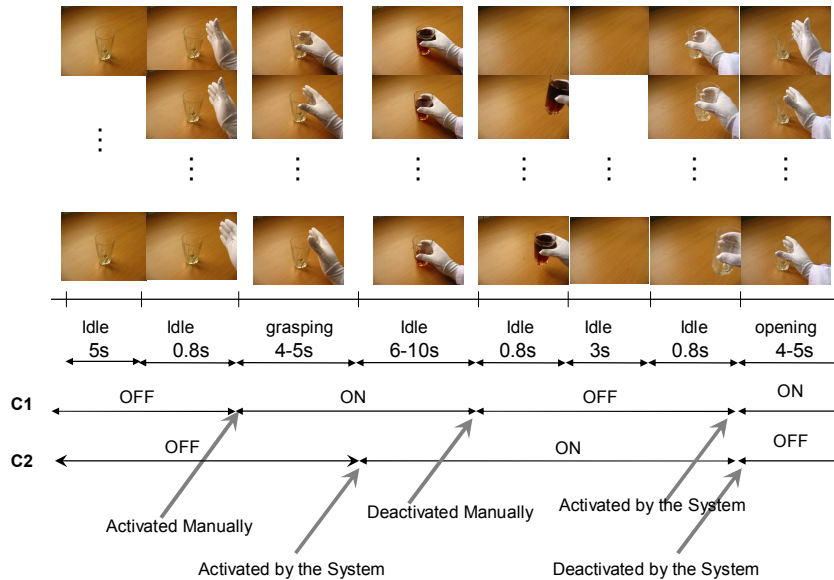 Idle Idle grasping Idle Idle Idle Idle opening
5s 0.8s 4-5s 6-10s 0.8s 3s 0.8s 4-5s
C1 OFF ON OFF ON
C2 OFF ON OFF
Activated Manually
Activated by the System
Deactivated Manually
Activated by the System
Deactivated by the System